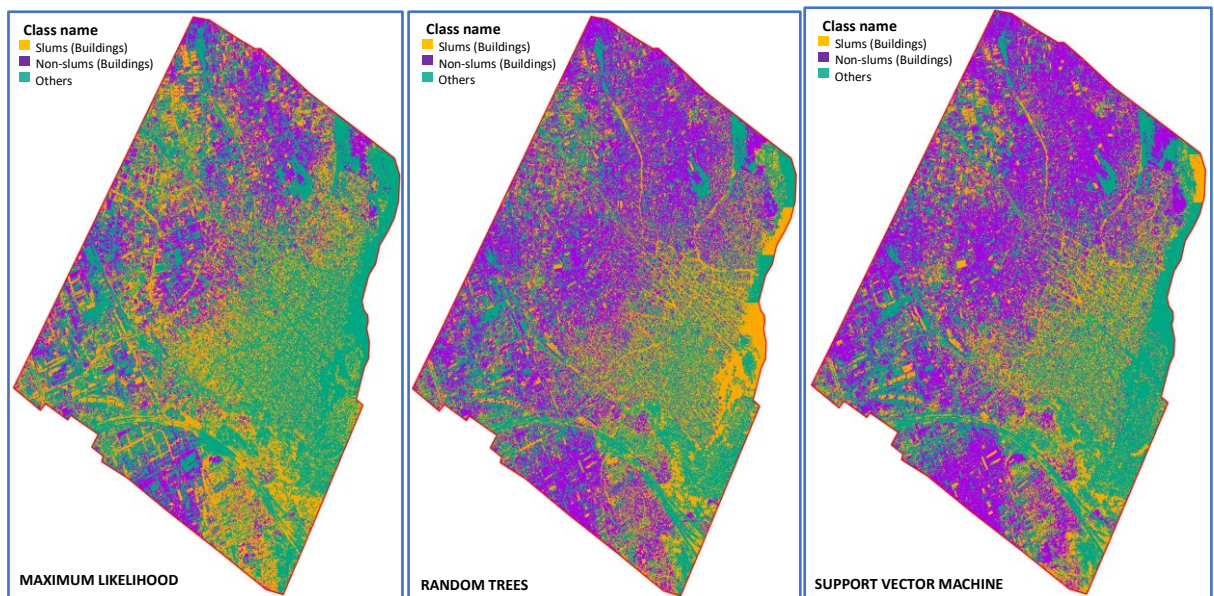 Class name
Slums (Buildings)
Non-slums (Buildings)
Others
MAXIMUM LIKELIHOOD
Class name
Slums (Buildings)
Non-slums (Buildings)
Others
RANDOM TREES
Class name
Slums (Buildings)
Non-slums (Buildings)
Others
SUPPORT VECTOR MACHINE